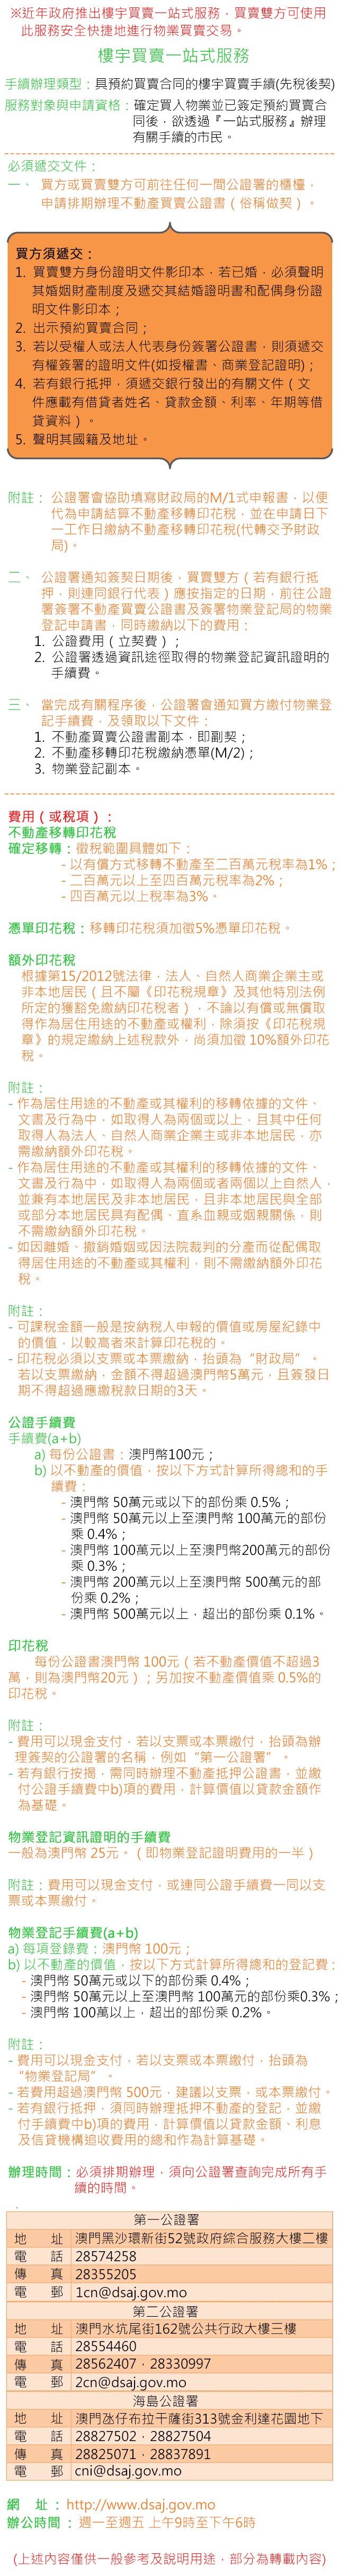 ※近年政府推出樓宇買賣一站式服務，買賣雙方可使用
此服務安全快捷地進行物業買賣交易。
樓宇買賣一站式服務
手續辦理類型：具預約買賣合同的樓宇買賣手續(先稅後契)
服務對象與申請資格：確定買入物業並已簽定預約買賣合
同後，欲透過『一站式服務』辦理
有關手續的市民。
必須遞交文件：
一、 買方或買賣雙方可前往任何一間公證署的櫃檯，
申請排期辦理不動產買賣公證書（俗稱做契）。
買方須遞交：
1. 買賣雙方身份證明文件影印本，若已婚，必須聲明
其婚姻財產制度及遞交其結婚證明書和配偶身份證
明文件影印本；
2. 出示預約買賣合同；
3. 若以受權人或法人代表身份簽署公證書，則須遞交
有權簽署的證明文件(如授權書、商業登記證明)；
4. 若有銀行抵押，須遞交銀行發出的有關文件（文
件應載有借貸者姓名、貸款金額、利率、年期等借
貸資料）。
5. 聲明其國籍及地址。
附註： 公證署會協助填寫財政局的M/1式申報書，以便
代為申請結算不動產移轉印花稅，並在申請日下
一工作日繳納不動產移轉印花稅(代轉交予財政
局)。
二、 公證署通知簽契日期後，買賣雙方（若有銀行抵
押，則連同銀行代表）應按指定的日期，前往公證
署簽署不動產買賣公證書及簽署物業登記局的物業
登記申請書，同時繳納以下的費用：
1. 公證費用（立契費）；
2. 公證署透過資訊途徑取得的物業登記資訊證明的
手續費。
三、 當完成有關程序後，公證署會通知買方繳付物業登
記手續費，及領取以下文件：
1. 不動產買賣公證書副本，即副契；
2. 不動產移轉印花稅繳納憑單(M/2)；
3. 物業登記副本。
費用（或稅項）：
不動產移轉印花稅
確定移轉：徵稅範圍具體如下：
- 以有償方式移轉不動產至二百萬元稅率為1%；
- 二百萬元以上至四百萬元稅率為2%；
- 四百萬元以上稅率為3%。
憑單印花稅：移轉印花稅須加徵5%憑單印花稅。
額外印花稅
根據第15/2012號法律，法人、自然人商業企業主或
非本地居民（且不屬《印花稅規章》及其他特別法例
所定的獲豁免繳納印花稅者），不論以有償或無償取
得作為居住用途的不動產或權利，除須按《印花稅規
章》的規定繳納上述稅款外，尚須加徵 10%額外印花
稅。
附註：
- 作為居住用途的不動產或其權利的移轉依據的文件、
文書及行為中，如取得人為兩個或以上，且其中任何
取得人為法人、自然人商業企業主或非本地居民，亦
需繳納額外印花稅。
- 作為居住用途的不動產或其權利的移轉依據的文件、
文書及行為中，如取得人為兩個或者兩個以上自然人，
並兼有本地居民及非本地居民，且非本地居民與全部
或部分本地居民具有配偶、直系血親或姻親關係，則
不需繳納額外印花稅。
- 如因離婚、撤銷婚姻或因法院裁判的分產而從配偶取
得居住用途的不動產或其權利，則不需繳納額外印花
稅。
附註：
- 可課稅金額一般是按納稅人申報的價值或房屋紀錄中
的價值，以較高者來計算印花稅的。
- 印花稅必須以支票或本票繳納，抬頭為“財政局”。
若以支票繳納，金額不得超過澳門幣5萬元，且簽發日
期不得超過應繳稅款日期的3天。
公證手續費
手續費(a+b)
a) 每份公證書：澳門幣100元；
b) 以不動產的價值，按以下方式計算所得總和的手
續費：
- 澳門幣 50萬元或以下的部份乘 0.5%；
- 澳門幣 50萬元以上至澳門幣 100萬元的部份
乘 0.4%；
- 澳門幣 100萬元以上至澳門幣200萬元的部份
乘 0.3%；
- 澳門幣 200萬元以上至澳門幣 500萬元的部
份乘 0.2%；
- 澳門幣 500萬元以上，超出的部份乘 0.1%。
印花稅
每份公證書澳門幣 100元（若不動產價值不超過3
萬，則為澳門幣20元）；另加按不動產價值乘 0.5%的
印花稅。
附註：
- 費用可以現金支付，若以支票或本票繳付，抬頭為辦
理簽契的公證署的名稱，例如“第一公證署”。
- 若有銀行按揭，需同時辦理不動產抵押公證書，並繳
付公證手續費中b)項的費用，計算價值以貸款金額作
為基礎。
物業登記資訊證明的手續費
一般為澳門幣 25元。（即物業登記證明費用的一半）
附註：費用可以現金支付，或連同公證手續費一同以支
票或本票繳付。
物業登記手續費(a+b)
a) 每項登錄費：澳門幣 100元；
b) 以不動產的價值，按以下方式計算所得總和的登記費：
- 澳門幣 50萬元或以下的部份乘 0.4%；
- 澳門幣 50萬元以上至澳門幣 100萬元的部份乘0.3%；
- 澳門幣 100萬以上，超出的部份乘 0.2%。
附註：
- 費用可以現金支付，若以支票或本票繳付，抬頭為
“物業登記局”。
- 若費用超過澳門幣 500元，建議以支票，或本票繳付。
- 若有銀行抵押，須同時辦理抵押不動產的登記，並繳
付手續費中b)項的費用，計算價值以貸款金額、利息
及信貸機構追收費用的總和作為計算基礎。
辦理時間：必須排期辦理，須向公證署查詢完成所有手
續的時間。
第一公證署
地 址 澳門黑沙環新街52號政府綜合服務大樓二樓
電 話 28574258
傳 真 28355205
電 郵 1cn@dsaj.gov.mo
第二公證署
地 址 澳門水坑尾街162號公共行政大樓三樓
電 話 28554460
傳 真 28562407，28330997
電 郵 2cn@dsaj.gov.mo
海島公證署
地 址 澳門氹仔布拉干薩街313號金利達花園地下
電 話 28827502，28827504
傳 真 28825071，28837891
電 郵 cni@dsaj.gov.mo
網 址：http://www.dsaj.gov.mo
辦公時間：週一至週五 上午9時至下午6時
(上述內容僅供一般參考及說明用途，部分為轉載內容)